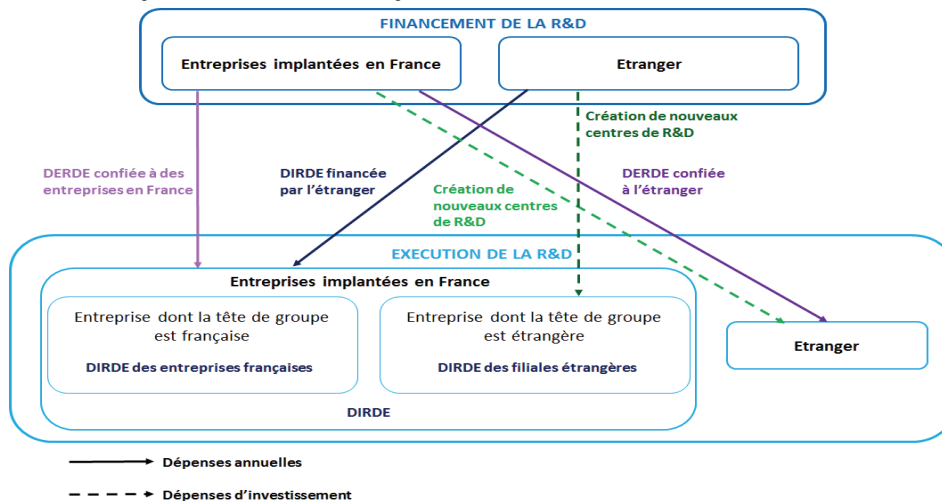 FINANCEMENT DE LA R&D
Entreprises implantées en France
Etranger
Création de nouveaux
centres de R&D
DERDE confiée à des
entreprises en France
DIRDE financée
par l'étranger
Création de
nouveaux centres
de R&D
DERDE confiée
à l'étranger
EXECUTION DE LA R&D
Entreprises implantées en France
Entreprise dont la tête de groupe
est française
DIRDE des entreprises françaises
Entreprise dont la tête de groupe
est étrangère
DIRDE des filiales étrangères
Etranger
DIRDE
Dépenses annuelles
Dépenses d'investissement